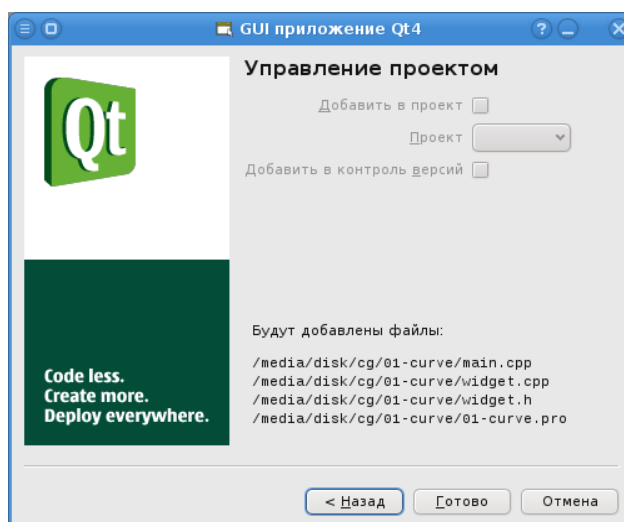 GUI приложение Qt4
Qt
Управление проектом
Добавить в проект
Проект
Добавить в контроль версий
Будут добавлены файлы:
/media/disk/cg/01-curve/main.cpp
/media/disk/cg/01-curve/widget.cpp
/media/disk/cg/01-curve/widget.h
/media/disk/cg/01-curve/01-curve.pro
Code less.
Create more.
Deploy everywhere.
< Назад
Готово
Отмена